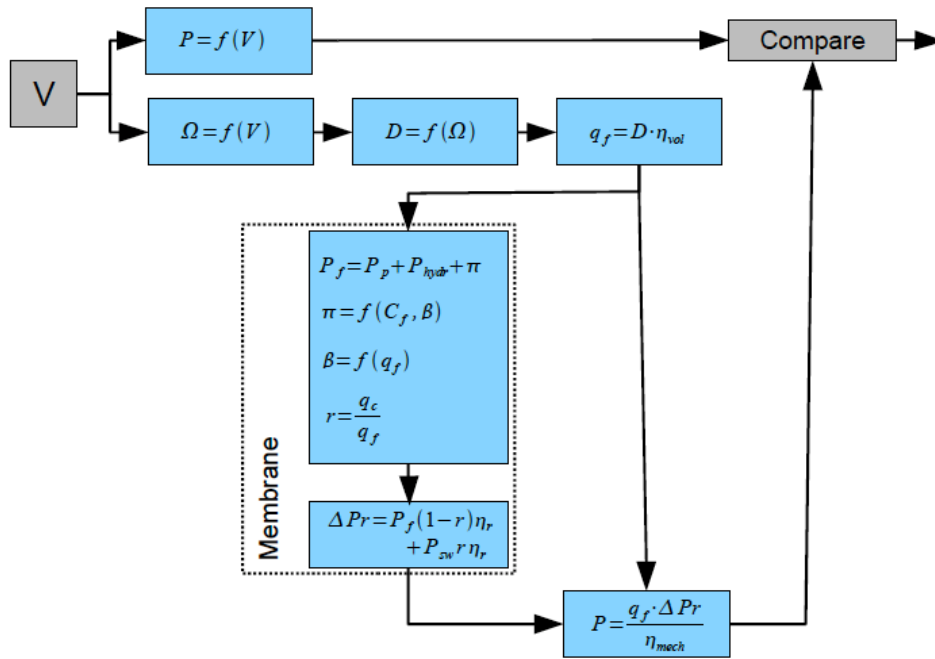 V
P = f(V)
Compare
Ω = f(V)
D = f(Ω)
q_f = D · η_vol
Membrane
P_f = P_p + P_hydr + π
π = f(C_f, β)
β = f(q_f)
r = q_c / q_f
ΔPr = P_f(1−r)η_r
+ P_sw r η_r
P = q_f · ΔPr / η_mech